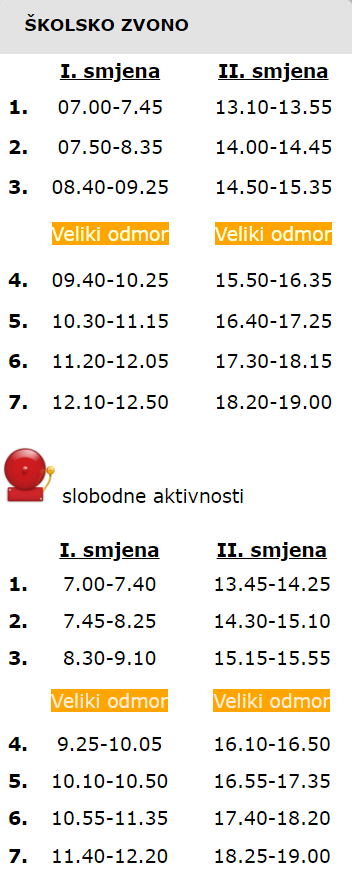 ŠKOLSKO ZVONO
I. smjena II. smjena
1. 07.00-7.45 13.10-13.55
2. 07.50-8.35 14.00-14.45
3. 08.40-09.25 14.50-15.35
Veliki odmor Veliki odmor
4. 09.40-10.25 15.50-16.35
5. 10.30-11.15 16.40-17.25
6. 11.20-12.05 17.30-18.15
7. 12.10-12.50 18.20-19.00
slobodne aktivnosti
I. smjena II. smjena
1. 7.00-7.40 13.45-14.25
2. 7.45-8.25 14.30-15.10
3. 8.30-9.10 15.15-15.55
Veliki odmor Veliki odmor
4. 9.25-10.05 16.10-16.50
5. 10.10-10.50 16.55-17.35
6. 10.55-11.35 17.40-18.20
7. 11.40-12.20 18.25-19.00